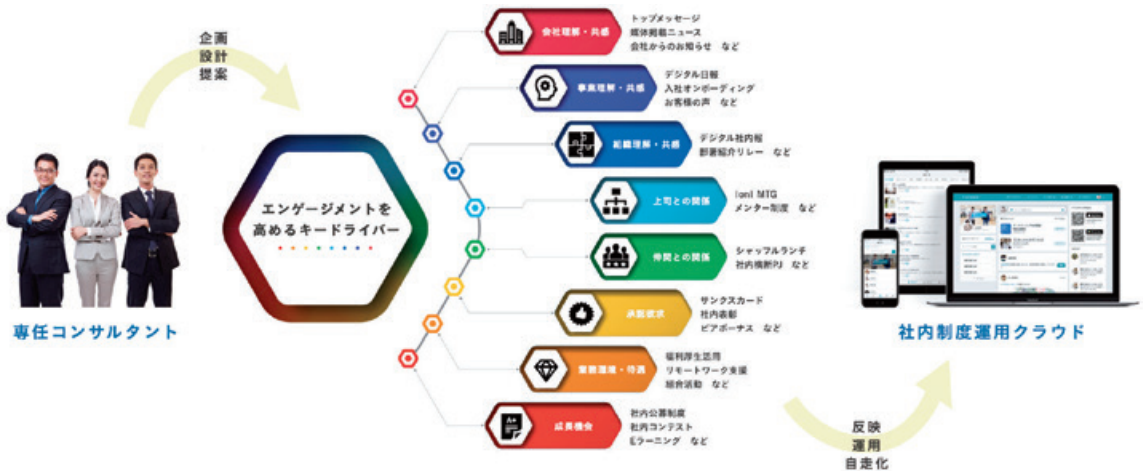 企画
設計
提案
専任コンサルタント
エンゲージメントを
高めるキードライバー
会社理解・共感
トップメッセージ
媒体掲載ニュース
会社からのお知らせ など
事業理解・共感
デジタル日報
入社オンボーディング
お客様の声 など
組織理解・共感
デジタル社内報
部署紹介リレー など
上司との関係
1on1 MTG
メンター制度 など
仲間との関係
シャッフルランチ
社内横断PJ など
承認欲求
サンクスカード
社内表彰
ピアボーナス など
業務環境・待遇
福利厚生活用
リモートワーク支援
組合活動 など
成長機会
A+
社内公募制度
社内コンテスト
Eラーニング など
社内制度運用クラウド
反映
運用
自走化